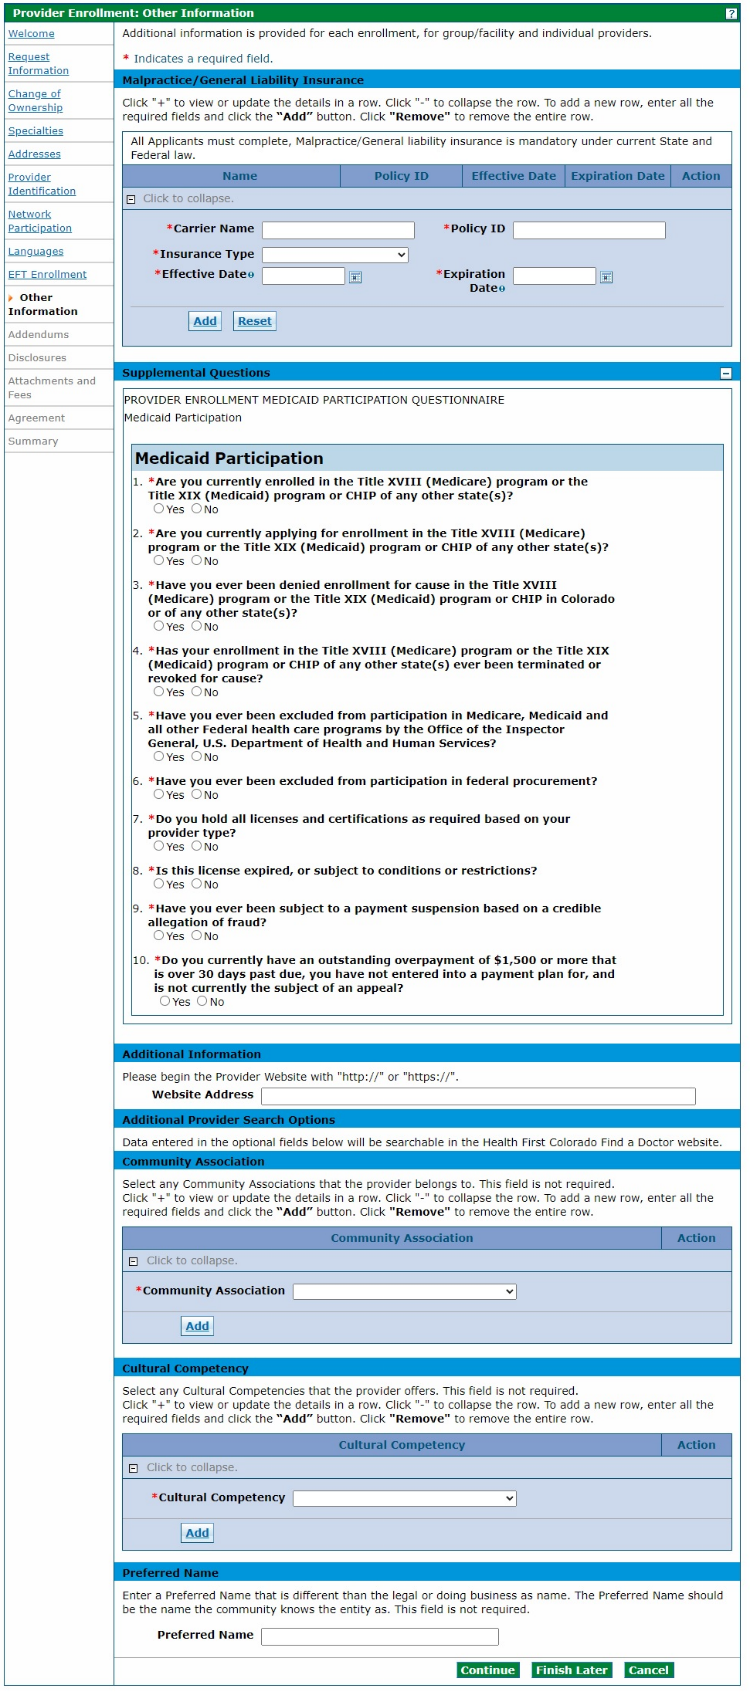 Provider Enrollment: Other Information ?
Welcome
Request
Information
Change of
Ownership
Specialties
Addresses
Provider
Identification
Network
Participation
Languages
EFT Enrollment
Other
Information
Addendums
Disclosures
Attachments and
Fees
Agreement
Summary
Additional information is provided for each enrollment, for group/facility and individual providers.
* Indicates a required field.
Malpractice/General Liability Insurance
Click "+" to view or update the details in a row. Click "-" to collapse the row. To add a new row, enter all the
required fields and click the "Add" button. Click "Remove" to remove the entire row.
All Applicants must complete, Malpractice/General liability insurance is mandatory under current State and
Federal law.
Name Policy ID Effective Date Expiration Date Action
Click to collapse.
*Carrier Name *Policy ID
*Insurance Type
*Effective Date *Expiration
Date
Add Reset
Supplemental Questions
PROVIDER ENROLLMENT MEDICAID PARTICIPATION QUESTIONNAIRE
Medicaid Participation
Medicaid Participation
1. *Are you currently enrolled in the Title XVIII (Medicare) program or the
Title XIX (Medicaid) program or CHIP of any other state(s)?
Yes No
2. *Are you currently applying for enrollment in the Title XVIII (Medicare)
program or the Title XIX (Medicaid) program or CHIP of any other state(s)?
Yes No
3. *Have you ever been denied enrollment for cause in the Title XVIII
(Medicare) program or the Title XIX (Medicaid) program or CHIP in Colorado
or of any other state(s)?
Yes No
4. *Has your enrollment in the Title XVIII (Medicare) program or the Title XIX
(Medicaid) program or CHIP of any other state(s) ever been terminated or
revoked for cause?
Yes No
5. *Have you ever been excluded from participation in Medicare, Medicaid and
all other Federal health care programs by the Office of the Inspector
General, U.S. Department of Health and Human Services?
Yes No
6. *Have you ever been excluded from participation in federal procurement?
Yes No
7. *Do you hold all licenses and certifications as required based on your
provider type?
Yes No
8. *Is this license expired, or subject to conditions or restrictions?
Yes No
9. *Have you ever been subject to a payment suspension based on a credible
allegation of fraud?
Yes No
10. *Do you currently have an outstanding overpayment of $1,500 or more that
is over 30 days past due, you have not entered into a payment plan for, and
is not currently the subject of an appeal?
Yes No
Additional Information
Please begin the Provider Website with "http://" or "https://".
Website Address
Additional Provider Search Options
Data entered in the optional fields below will be searchable in the Health First Colorado Find a Doctor website.
Community Association
Select any Community Associations that the provider belongs to. This field is not required.
Click "+" to view or update the details in a row. Click "-" to collapse the row. To add a new row, enter all the
required fields and click the "Add" button. Click "Remove" to remove the entire row.
Community Association Action
Click to collapse.
*Community Association
Add
Cultural Competency
Select any Cultural Competencies that the provider offers. This field is not required.
Click "+" to view or update the details in a row. Click "-" to collapse the row. To add a new row, enter all the
required fields and click the "Add" button. Click "Remove" to remove the entire row.
Cultural Competency Action
Click to collapse.
*Cultural Competency
Add
Preferred Name
Enter a Preferred Name that is different than the legal or doing business as name. The Preferred Name should
be the name the community knows the entity as. This field is not required.
Preferred Name
Continue Finish Later Cancel